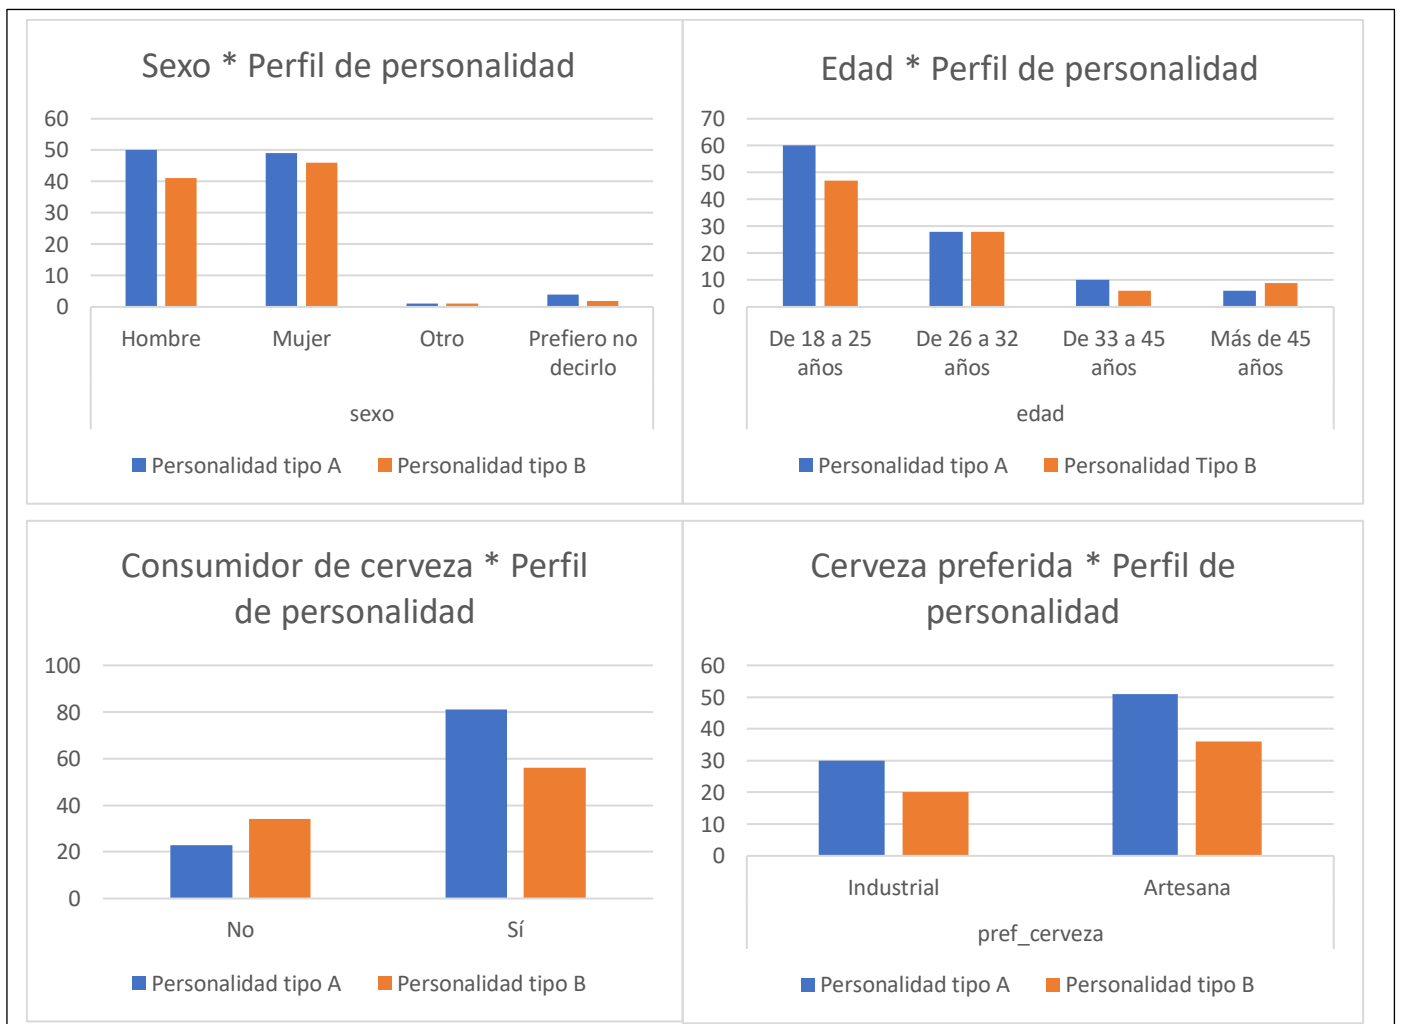 Sexo * Perfil de personalidad
60
50
40
30
20
10
0
Hombre Mujer Otro Prefiero no
decirlo
sexo
Personalidad tipo A Personalidad tipo B
Edad * Perfil de personalidad
70
60
50
40
30
20
10
0
De 18 a 25 De 26 a 32 De 33 a 45 Más de 45
años años años años
edad
Personalidad tipo A Personalidad Tipo B
Consumidor de cerveza * Perfil
de personalidad
100
80
60
40
20
0
No Sí
Personalidad tipo A Personalidad tipo B
Cerveza preferida * Perfil de
personalidad
60
50
40
30
20
10
0
Industrial Artesana
pref_cerveza
Personalidad tipo A Personalidad tipo B